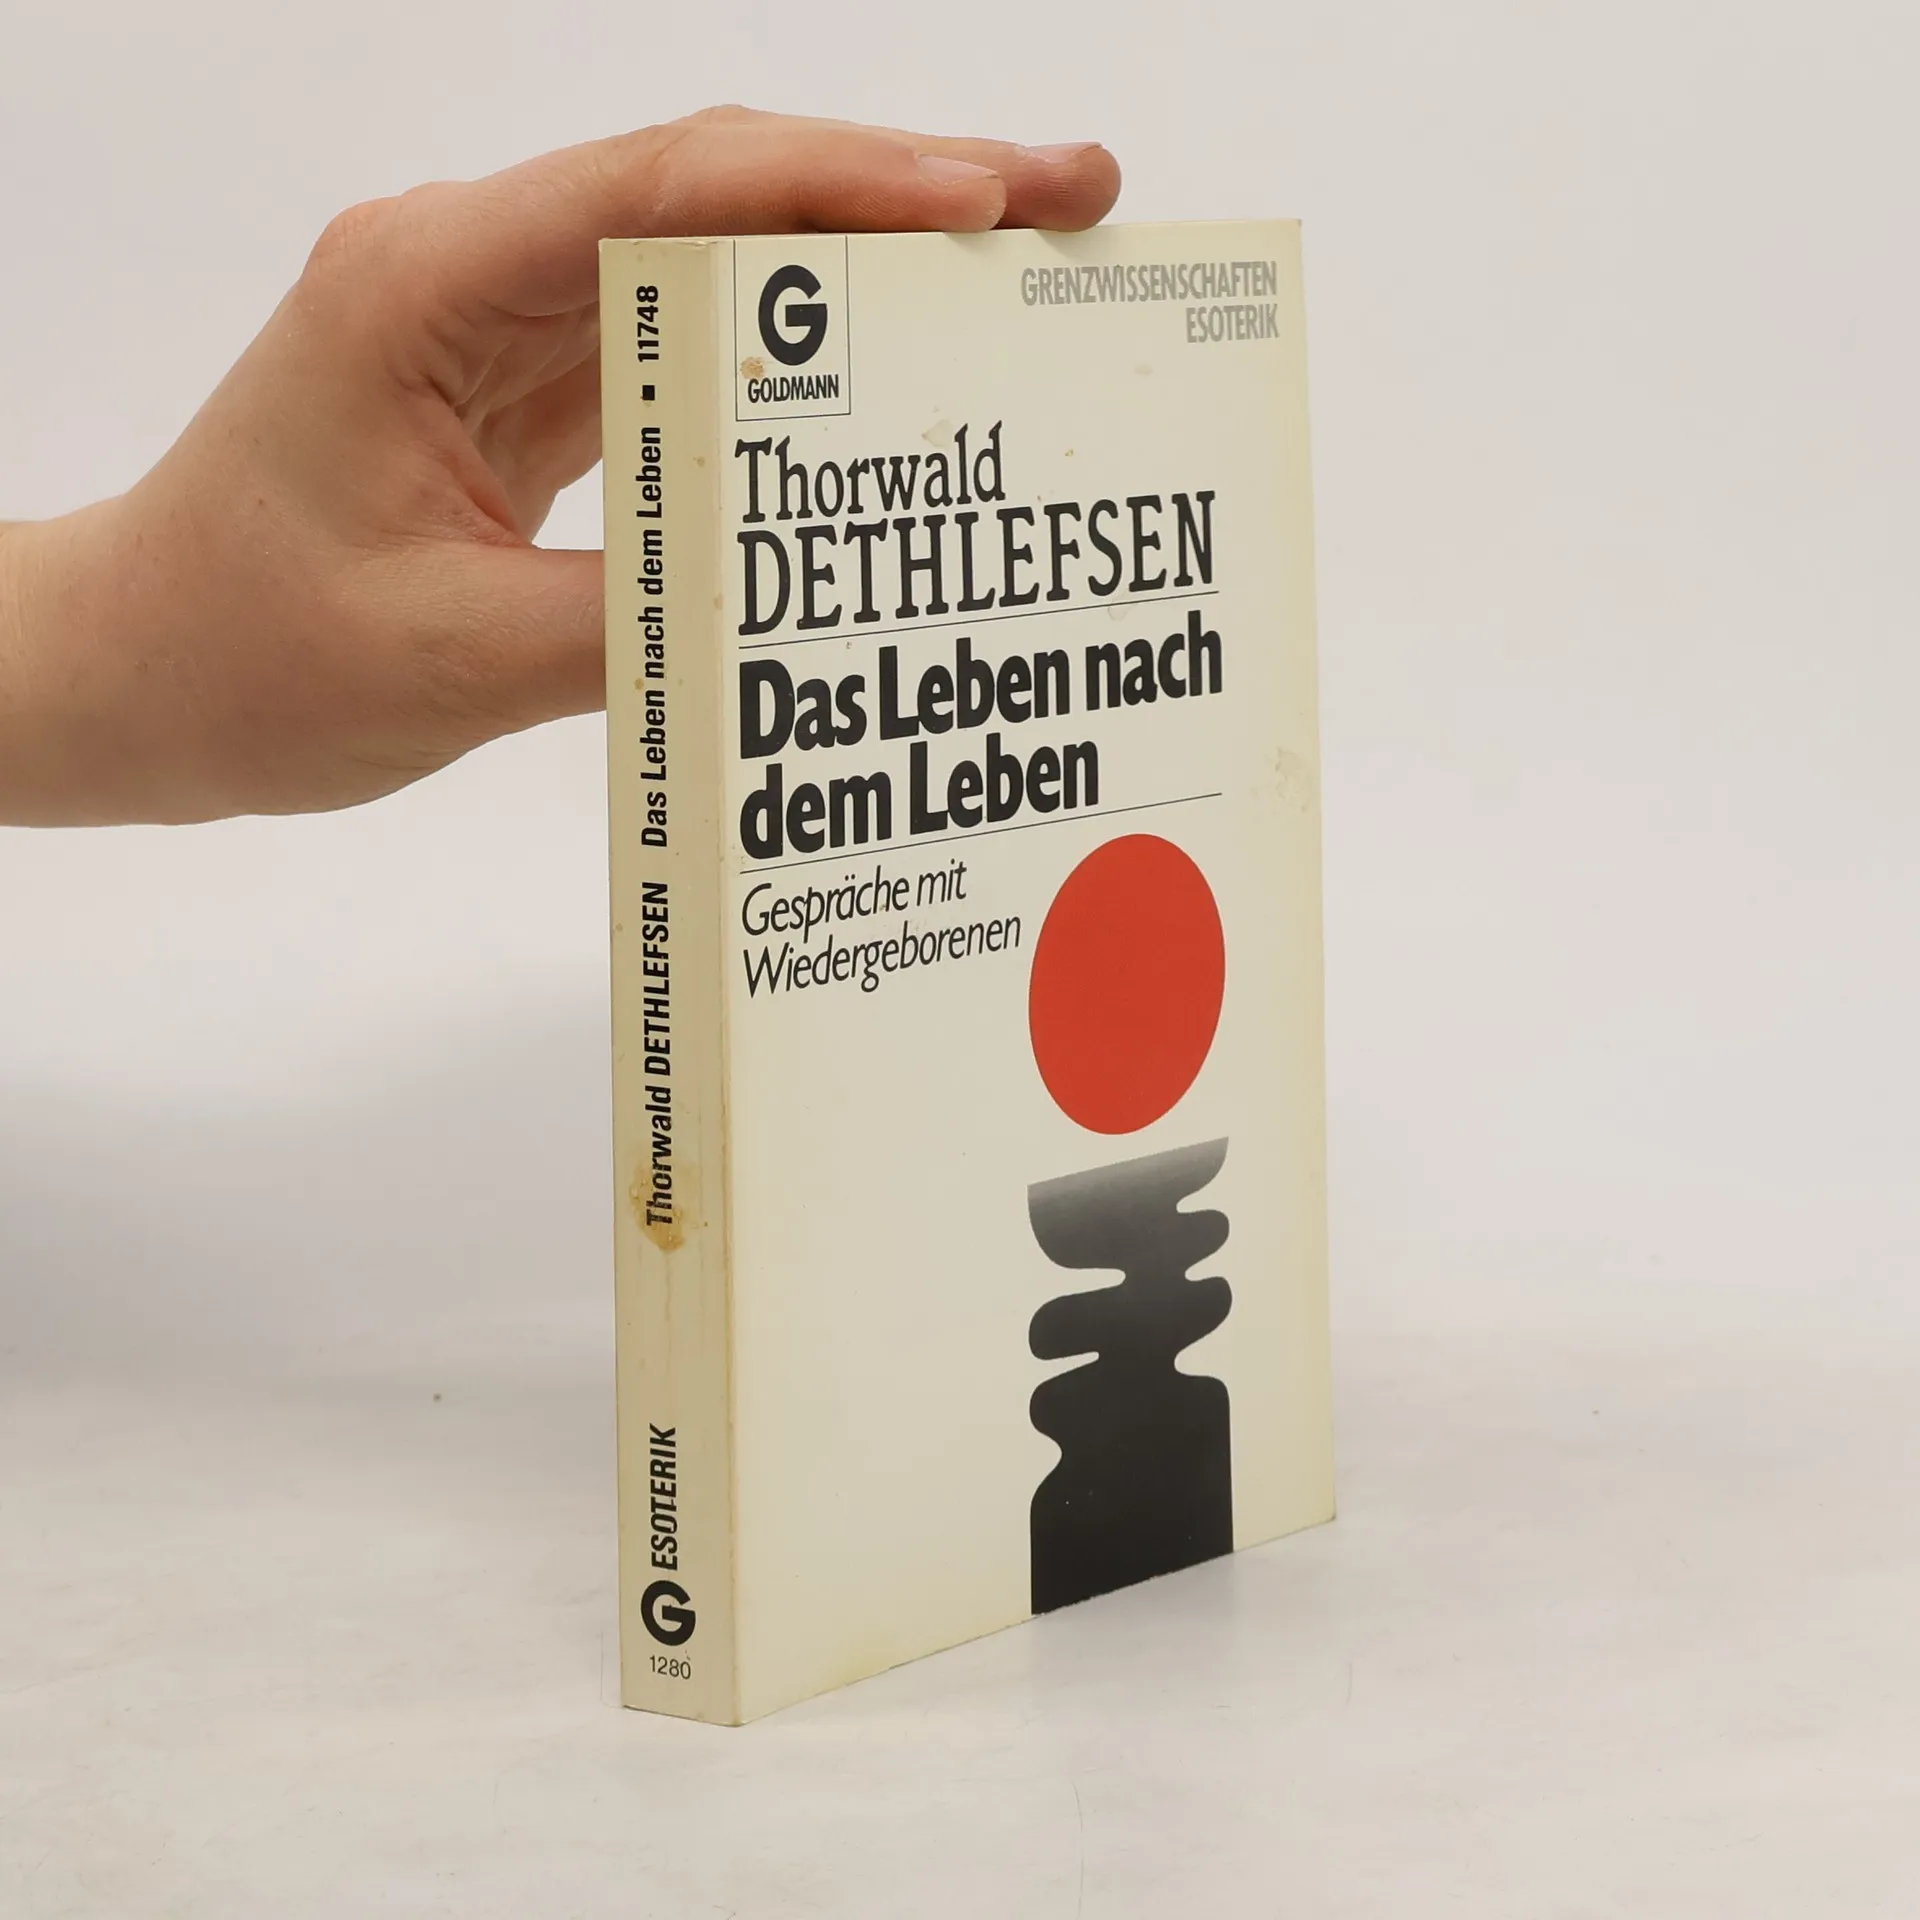 G
GOLDMANN
GRENZWISSENSCHAFTEN
ESOTERIK
Thorwald
DETHLEFSEN
Das Leben nach
dem Leben
Gespräche mit
Wiedergeborenen
Thorwald DETHLEFSEN Das Leben nach dem Leben ■ 11748
G ESOTERIK
1280